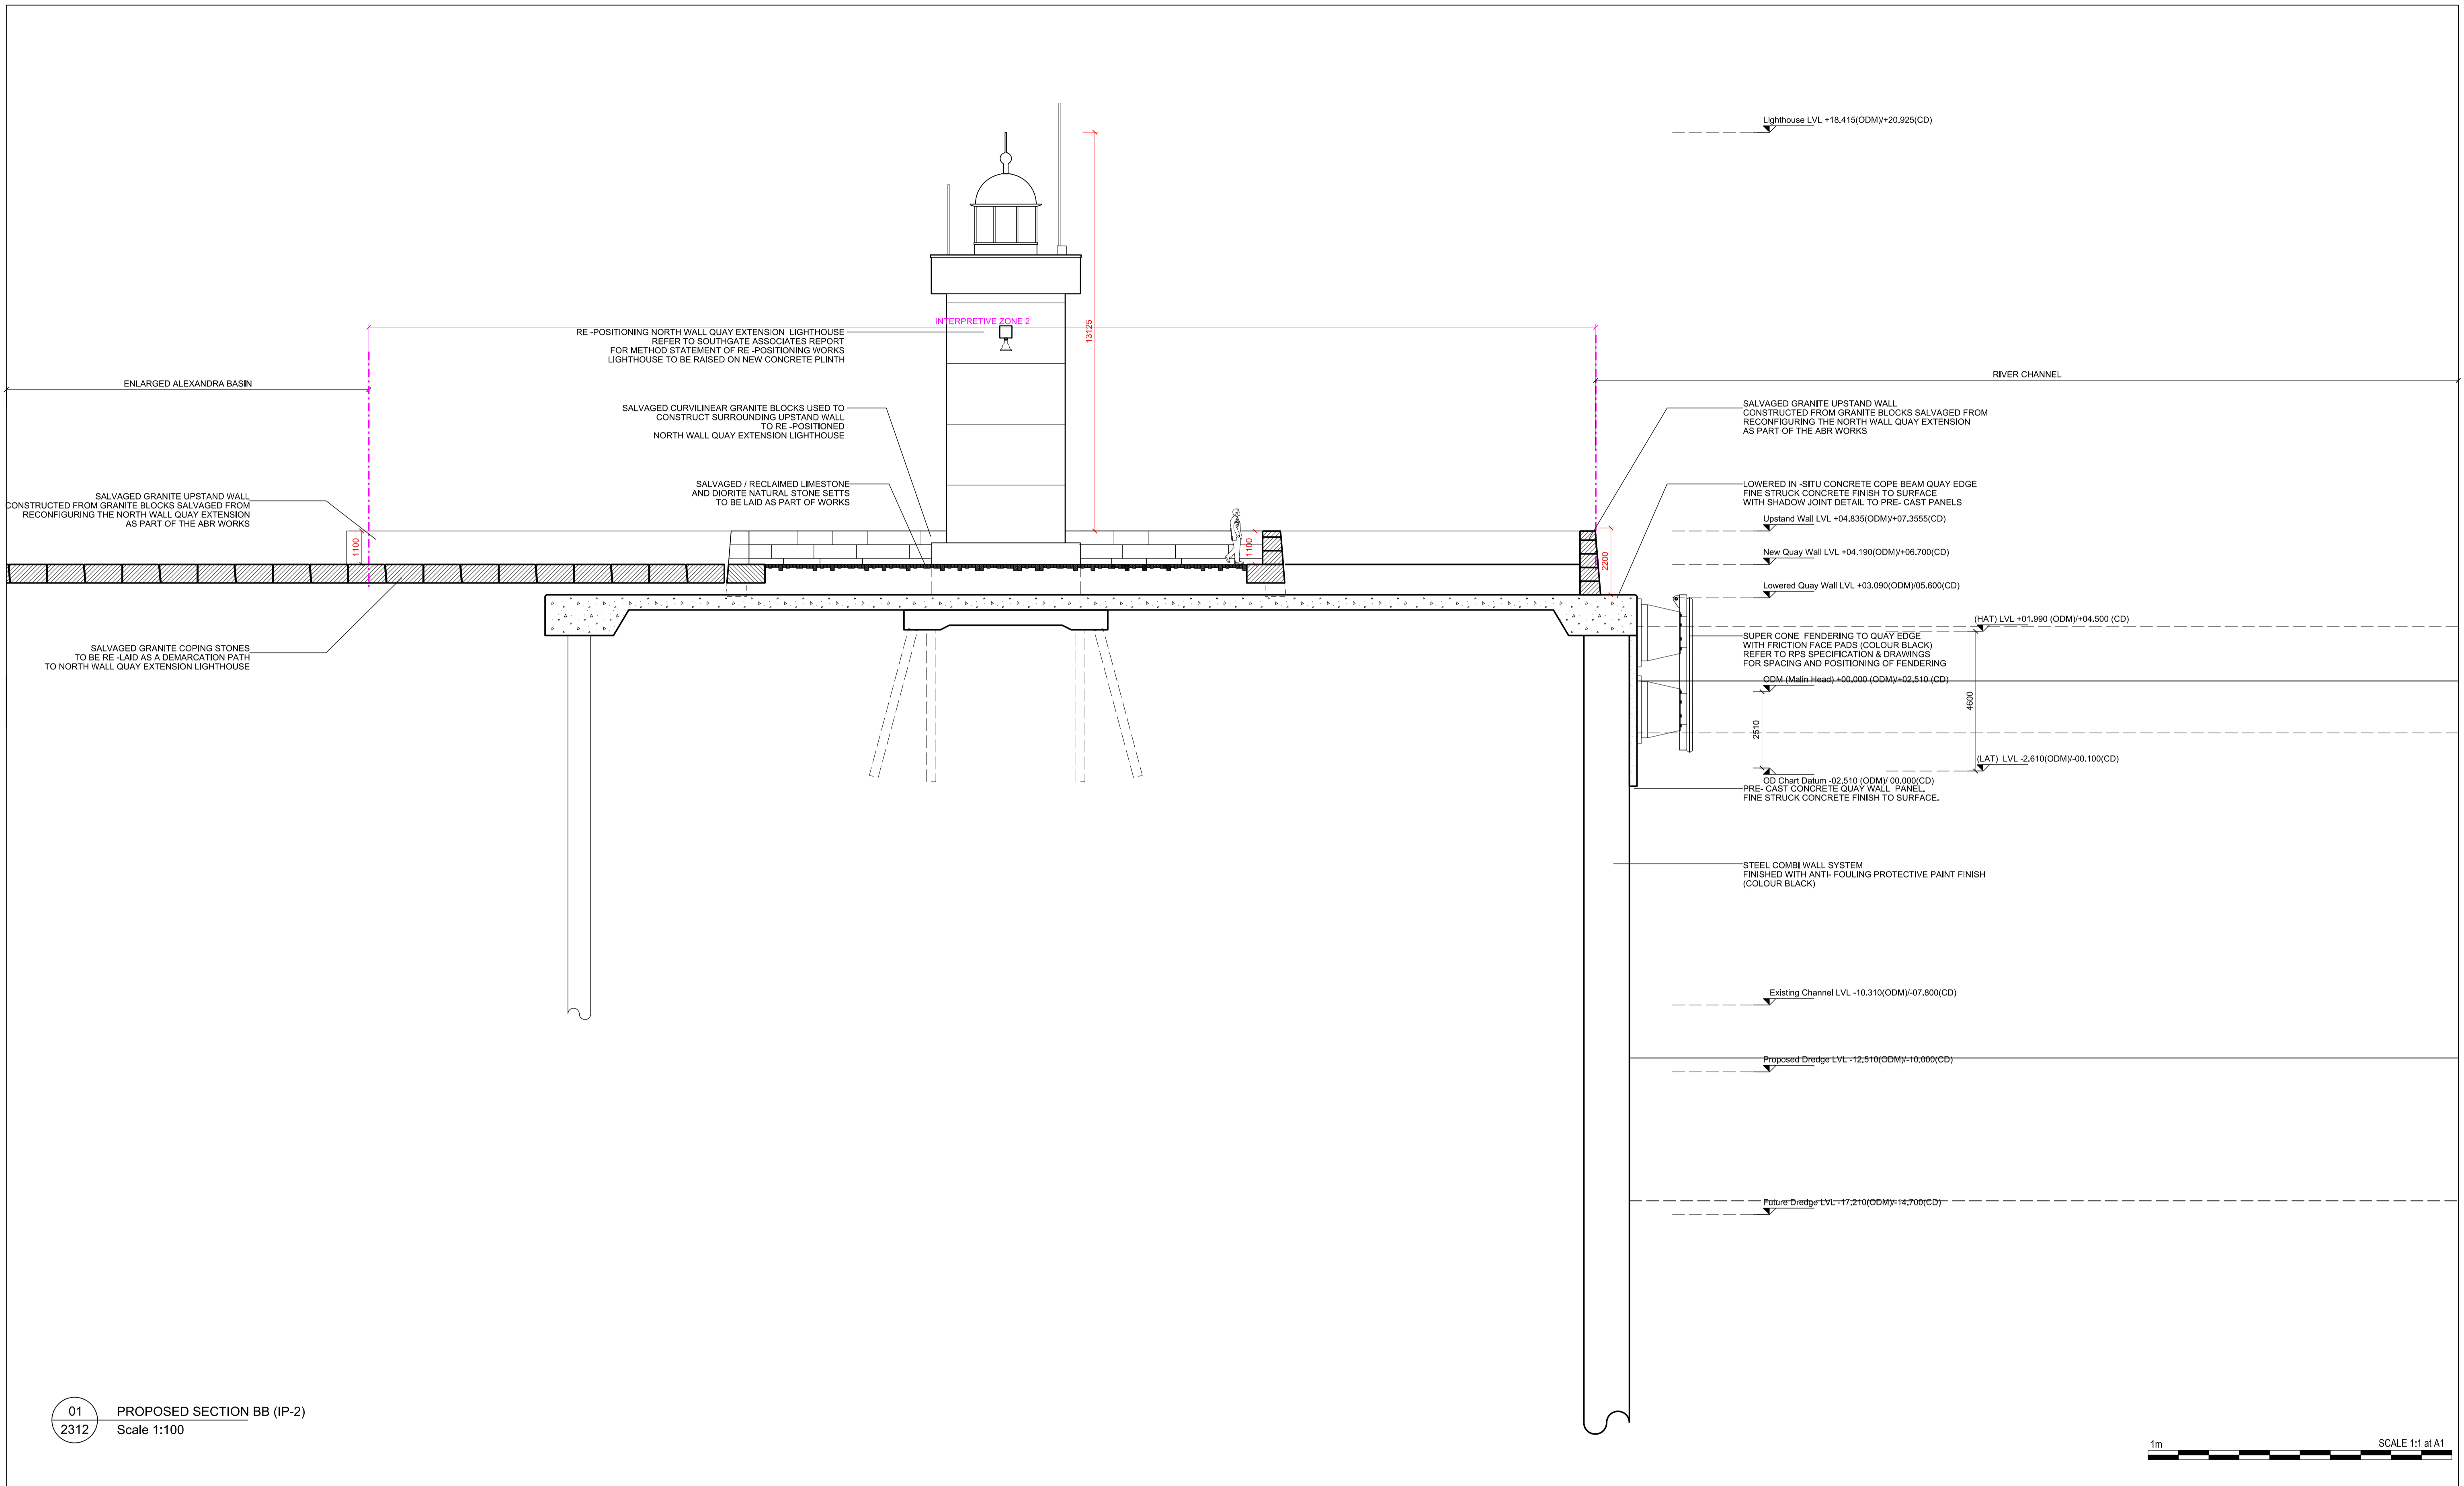 Lighthouse LVL +18.415(ODM)/+20.925(CD)
INTERPRETIVE ZONE 2
13125
RE -POSITIONING NORTH WALL QUAY EXTENSION LIGHTHOUSE
REFER TO SOUTHGATE ASSOCIATES REPORT
FOR METHOD STATEMENT OF RE -POSITIONING WORKS
LIGHTHOUSE TO BE RAISED ON NEW CONCRETE PLINTH
ENLARGED ALEXANDRA BASIN
RIVER CHANNEL
SALVAGED CURVILINEAR GRANITE BLOCKS USED TO
CONSTRUCT SURROUNDING UPSTAND WALL
TO RE -POSITIONED
NORTH WALL QUAY EXTENSION LIGHTHOUSE
SALVAGED GRANITE UPSTAND WALL
CONSTRUCTED FROM GRANITE BLOCKS SALVAGED FROM
RECONFIGURING THE NORTH WALL QUAY EXTENSION
AS PART OF THE ABR WORKS
SALVAGED / RECLAIMED LIMESTONE
AND DIORITE NATURAL STONE SETTS
TO BE LAID AS PART OF WORKS
SALVAGED GRANITE UPSTAND WALL
CONSTRUCTED FROM GRANITE BLOCKS SALVAGED FROM
RECONFIGURING THE NORTH WALL QUAY EXTENSION
AS PART OF THE ABR WORKS
LOWERED IN -SITU CONCRETE COPE BEAM QUAY EDGE
FINE STRUCK CONCRETE FINISH TO SURFACE
WITH SHADOW JOINT DETAIL TO PRE- CAST PANELS
Upstand Wall LVL +04.835(ODM)/+07.3555(CD)
1100
1100
2200
New Quay Wall LVL +04.190(ODM)/+06.700(CD)
Lowered Quay Wall LVL +03.090(ODM)/05.600(CD)
(HAT) LVL +01.990 (ODM)/+04.500 (CD)
SUPER CONE FENDERING TO QUAY EDGE
WITH FRICTION FACE PADS (COLOUR BLACK)
REFER TO RPS SPECIFICATION & DRAWINGS
FOR SPACING AND POSITIONING OF FENDERING
SALVAGED GRANITE COPING STONES
TO BE RE -LAID AS A DEMARCATION PATH
TO NORTH WALL QUAY EXTENSION LIGHTHOUSE
ODM (Malin Head) +00.000 (ODM)/+02.510 (CD)
4600
2510
(LAT) LVL -2.610(ODM)/-00.100(CD)
OD Chart Datum -02.510 (ODM)/ 00.000(CD)
PRE- CAST CONCRETE QUAY WALL PANEL.
FINE STRUCK CONCRETE FINISH TO SURFACE.
STEEL COMBI WALL SYSTEM
FINISHED WITH ANTI- FOULING PROTECTIVE PAINT FINISH
(COLOUR BLACK)
Existing Channel LVL -10.310(ODM)/-07.800(CD)
Proposed Dredge LVL -12.510(ODM)/-10.000(CD)
Future Dredge LVL -17.210(ODM)/-14.700(CD)
01
2312
PROPOSED SECTION BB (IP-2)
Scale 1:100
1m
SCALE 1:1 at A1